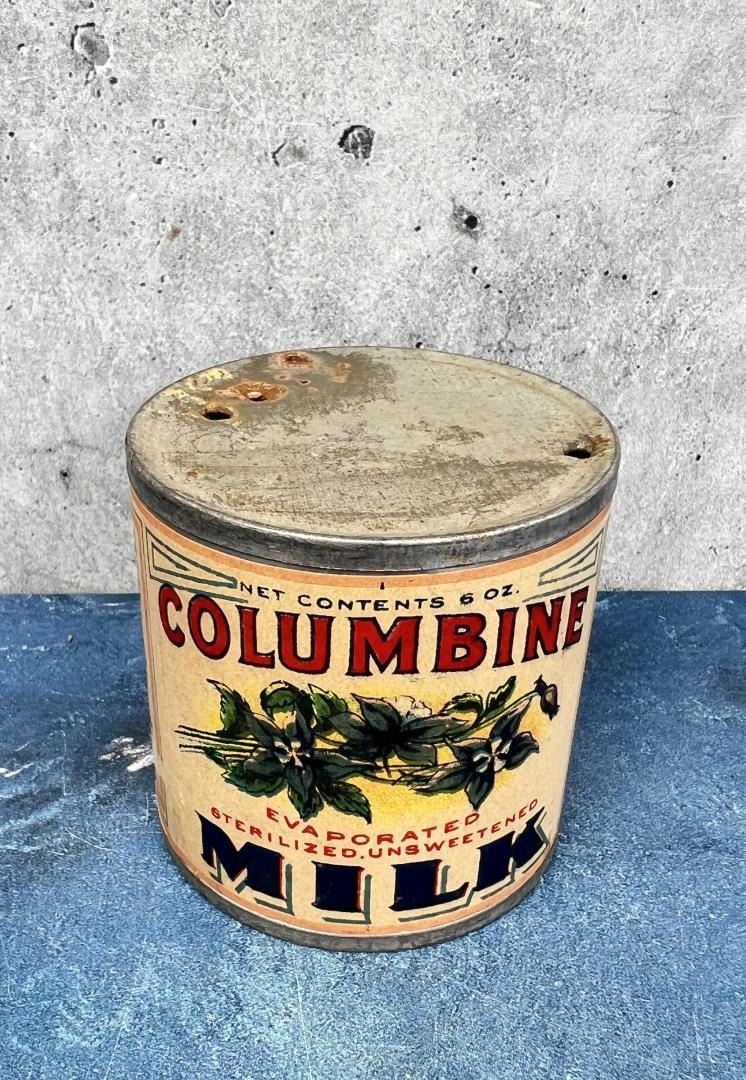 NET CONTENTS 6 OZ.
COLUMBINE
EVAPORATED
STERILIZED, UNSWEETENED
MILK